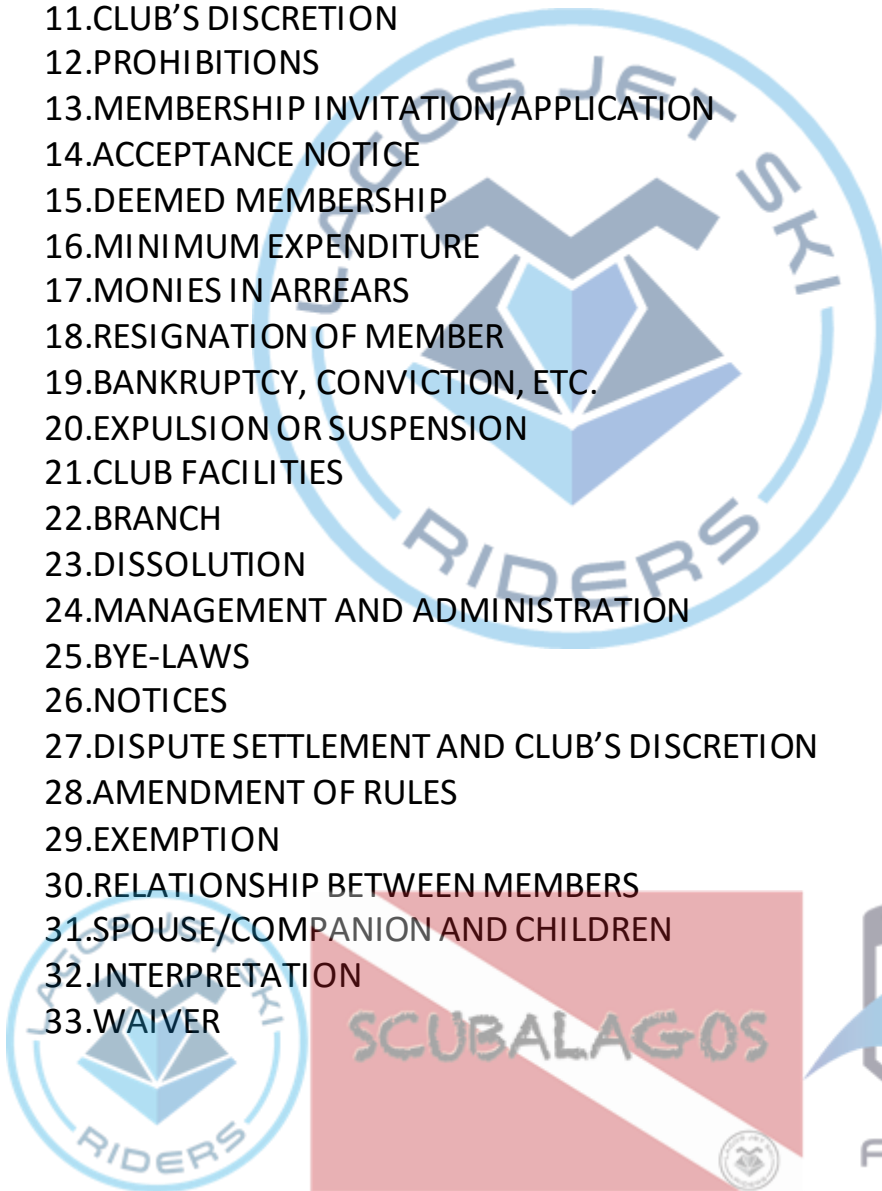 11.CLUB’S DISCRETION
12.PROHIBITIONS
13.MEMBERSHIP INVITATION/APPLICATION
14.ACCEPTANCE NOTICE
15.DEEMED MEMBERSHIP
16.MINIMUM EXPENDITURE
17.MONIES IN ARREARS
18.RESIGNATION OF MEMBER
19.BANKRUPTCY, CONVICTION, ETC.
20.EXPULSION OR SUSPENSION
21.CLUB FACILITIES
22.BRANCH
23.DISSOLUTION
24.MANAGEMENT AND ADMINISTRATION
25.BYE-LAWS
26.NOTICES
27.DISPUTE SETTLEMENT AND CLUB’S DISCRETION
28.AMENDMENT OF RULES
29.EXEMPTION
30.RELATIONSHIP BETWEEN MEMBERS
31.SPOUSE/COMPANION AND CHILDREN
32.INTERPRETATION
33.WAIVER
LAGOS JET SKI
RIDERS
LAGOS JET SKI
RIDERS
SCUBALAGOS